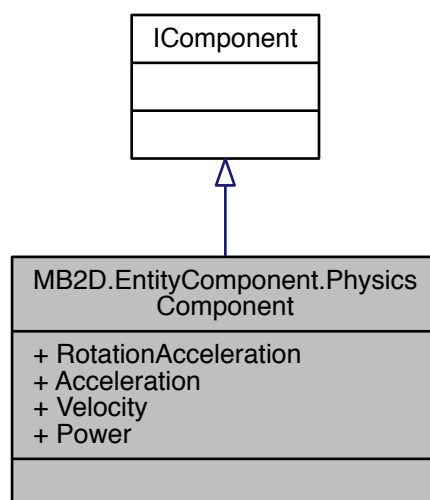 IComponent
MB2D.EntityComponent.Physics
Component
+ RotationAcceleration
+ Acceleration
+ Velocity
+ Power